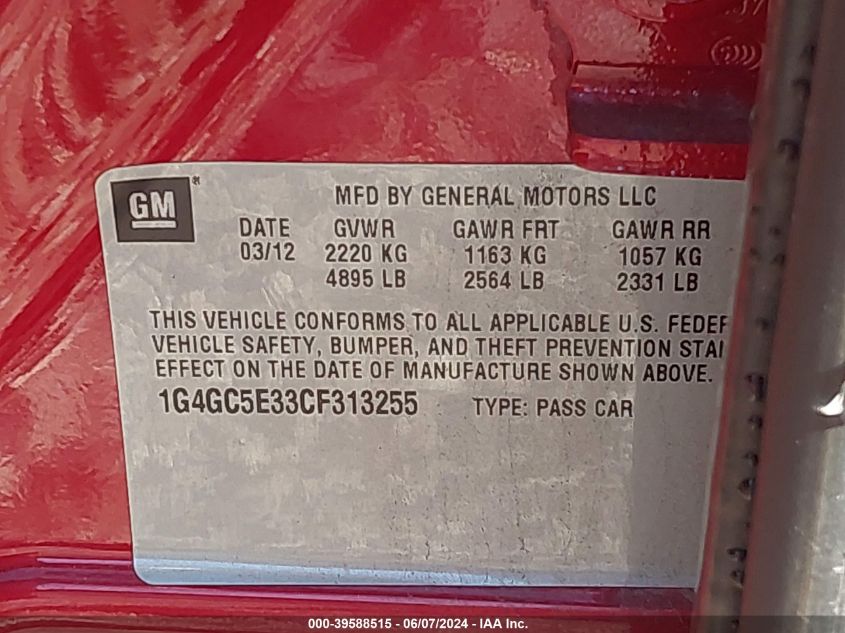 GM®
MFD BY GENERAL MOTORS LLC
DATE GVWR GAWR FRT GAWR RR
03/12 2220 KG 1163 KG 1057 KG
4895 LB 2564 LB 2331 LB
THIS VEHICLE CONFORMS TO ALL APPLICABLE U.S. FEDER
VEHICLE SAFETY, BUMPER, AND THEFT PREVENTION STAI
EFFECT ON THE DATE OF MANUFACTURE SHOWN ABOVE.
1G4GC5E33CF313255 TYPE: PASS CAR
000-39588515 - 06/07/2024 - IAA Inc.